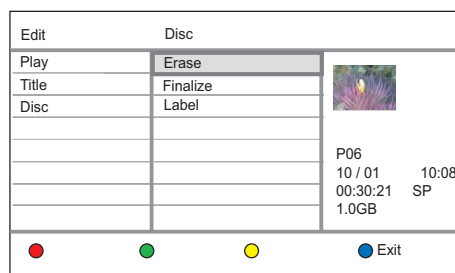 Edit Disc
Play Erase
Title Finalize
Disc Label
P06
10 / 01 10:08
00:30:21 SP
1.0GB
Exit